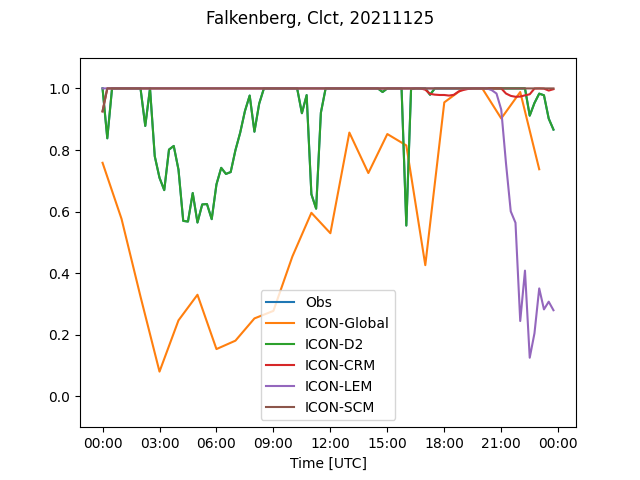 Falkenberg, Clct, 20211125
1.0
0.8
0.6
0.4
0.2
0.0
Obs
ICON-Global
ICON-D2
ICON-CRM
ICON-LEM
ICON-SCM
00:00 03:00 06:00 09:00 12:00 15:00 18:00 21:00 00:00
Time [UTC]